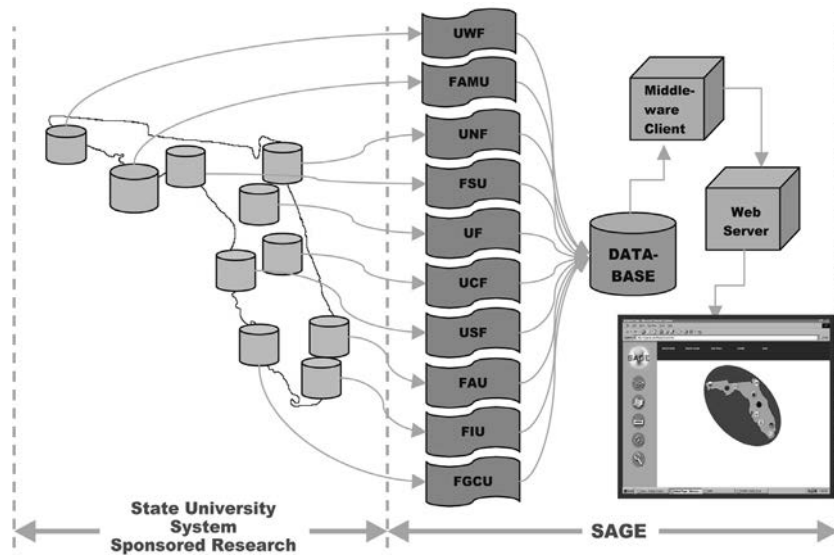 UWF
FAMU
UNF
FSU
UF
UCF
USF
FAU
FIU
FGCU
DATA-
BASE
Middle-
ware
Client
Web
Server
SAGE
State University
System
Sponsored Research
SAGE